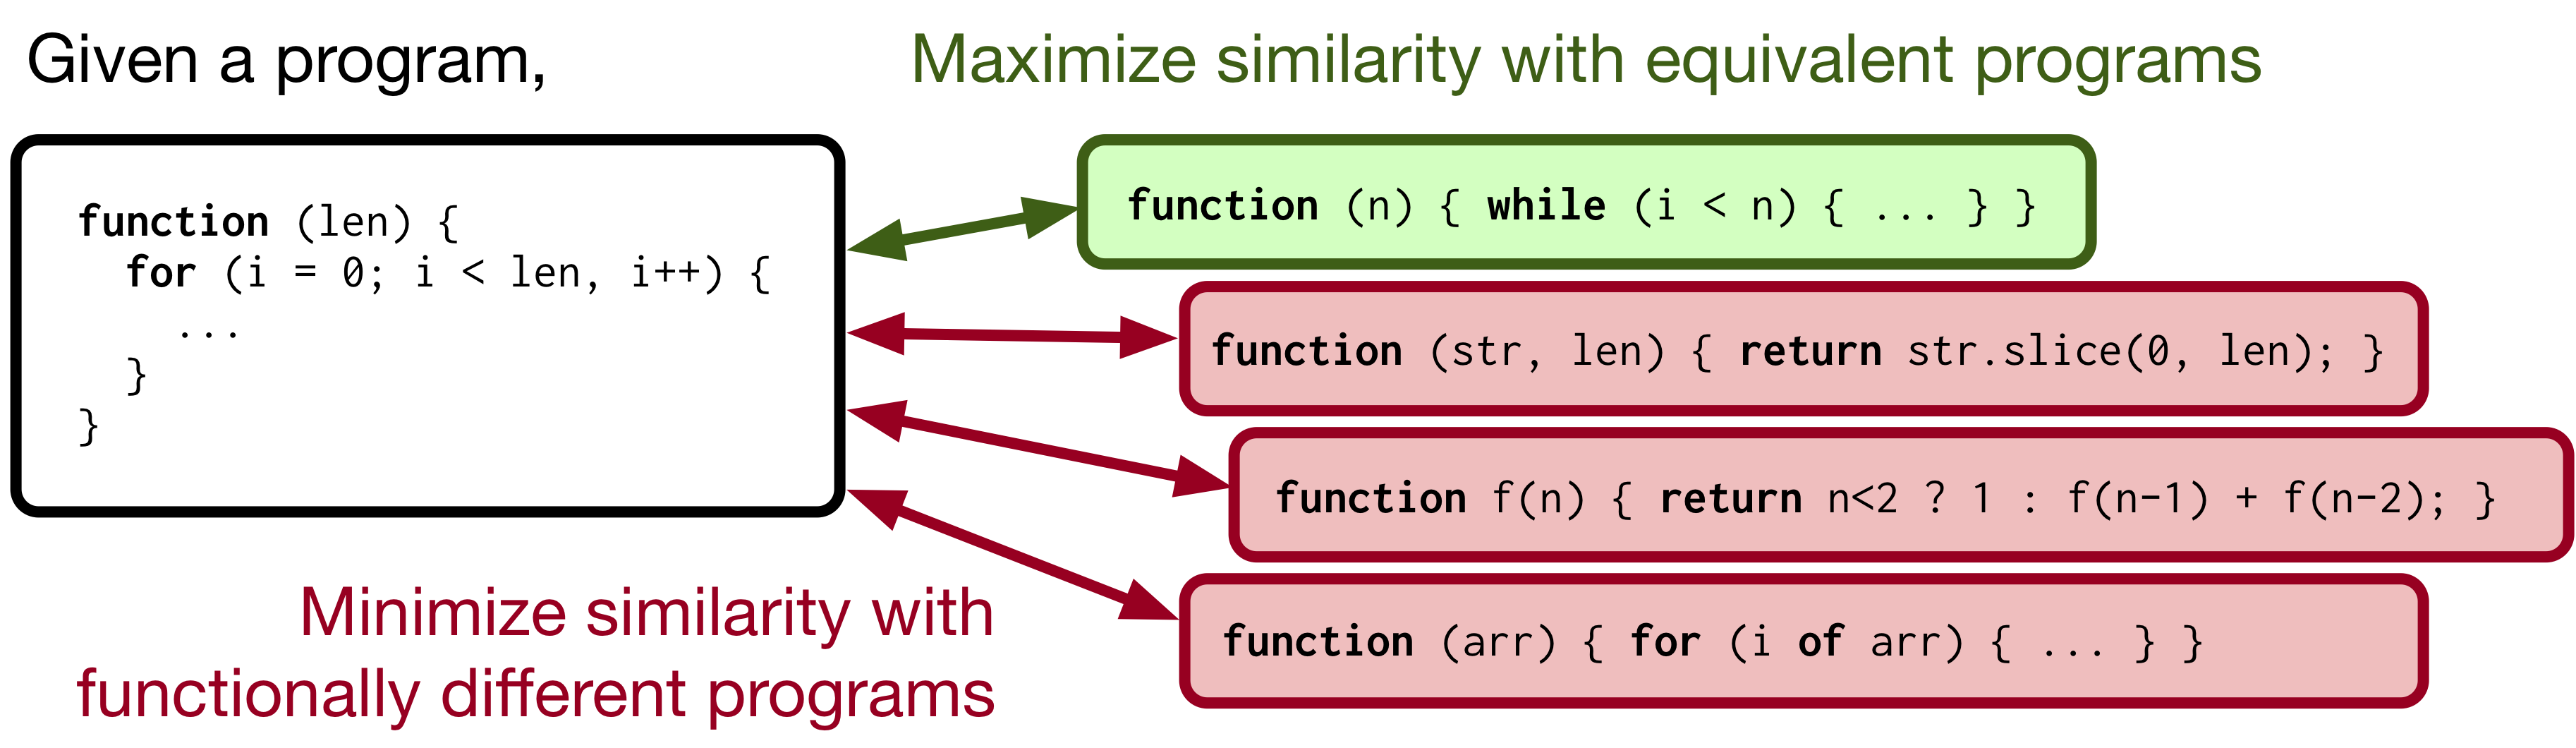 Given a program,
Maximize similarity with equivalent programs
function (len) {
for (i = 0; i < len, i++) {
...
}
}
function (n) { while (i < n) { ... } }
function (str, len) { return str.slice(0, len); }
function f(n) { return n<2 ? 1 : f(n-1) + f(n-2); }
function (arr) { for (i of arr) { ... } }
Minimize similarity with
functionally different programs